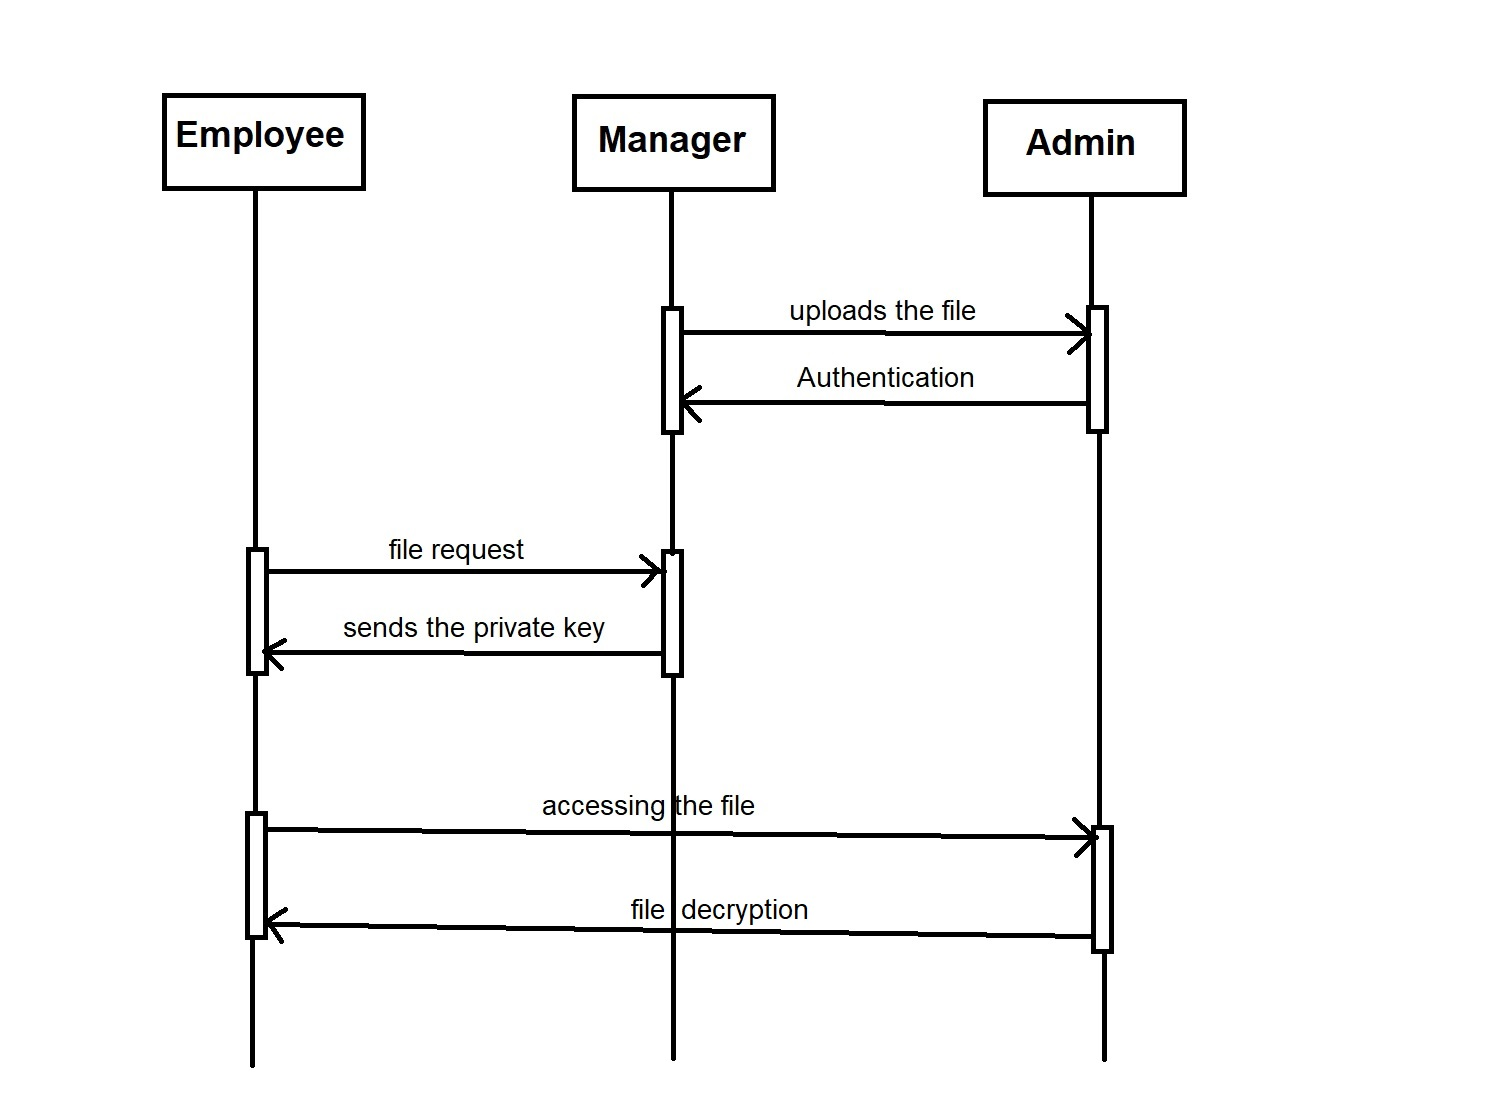 Employee
Manager
Admin
uploads the file
Authentication
file request
sends the private key
accessing the file
file decryption